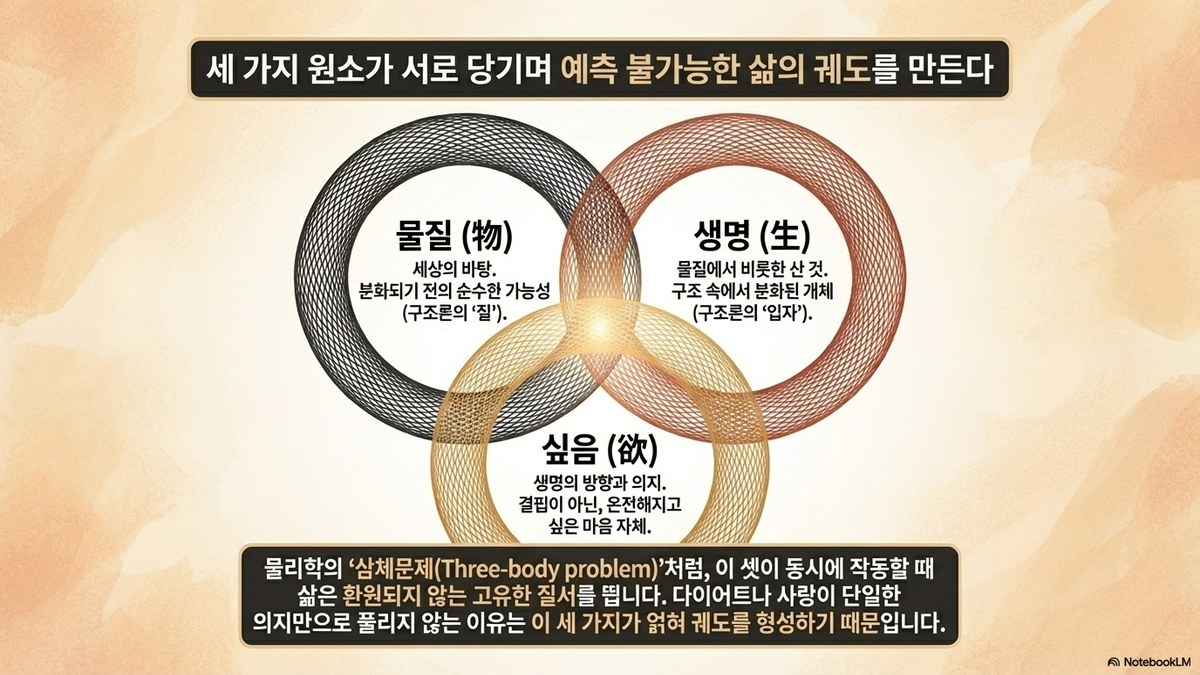 세 가지 원소가 서로 당기며 예측 불가능한 삶의 궤도를 만든다
물질 (物)
세상의 바탕.
분화되기 전의 순수한 가능성
(구조론의 ‘질’).
생명 (生)
물질에서 비롯한 산 것.
구조 속에서 분화된 개체
(구조론의 ‘입자’).
싶음 (欲)
생명의 방향과 의지.
결핍이 아닌, 온전해지고
싶은 마음 자체.
물리학의 ‘삼체문제(Three-body problem)’처럼, 이 셋이 동시에 작동할 때
삶은 환원되지 않는 고유한 질서를 띕니다. 다이어트나 사랑이 단일한
의지만으로 풀리지 않는 이유는 이 세 가지가 얽혀 궤도를 형성하기 때문입니다.
NotebookLM